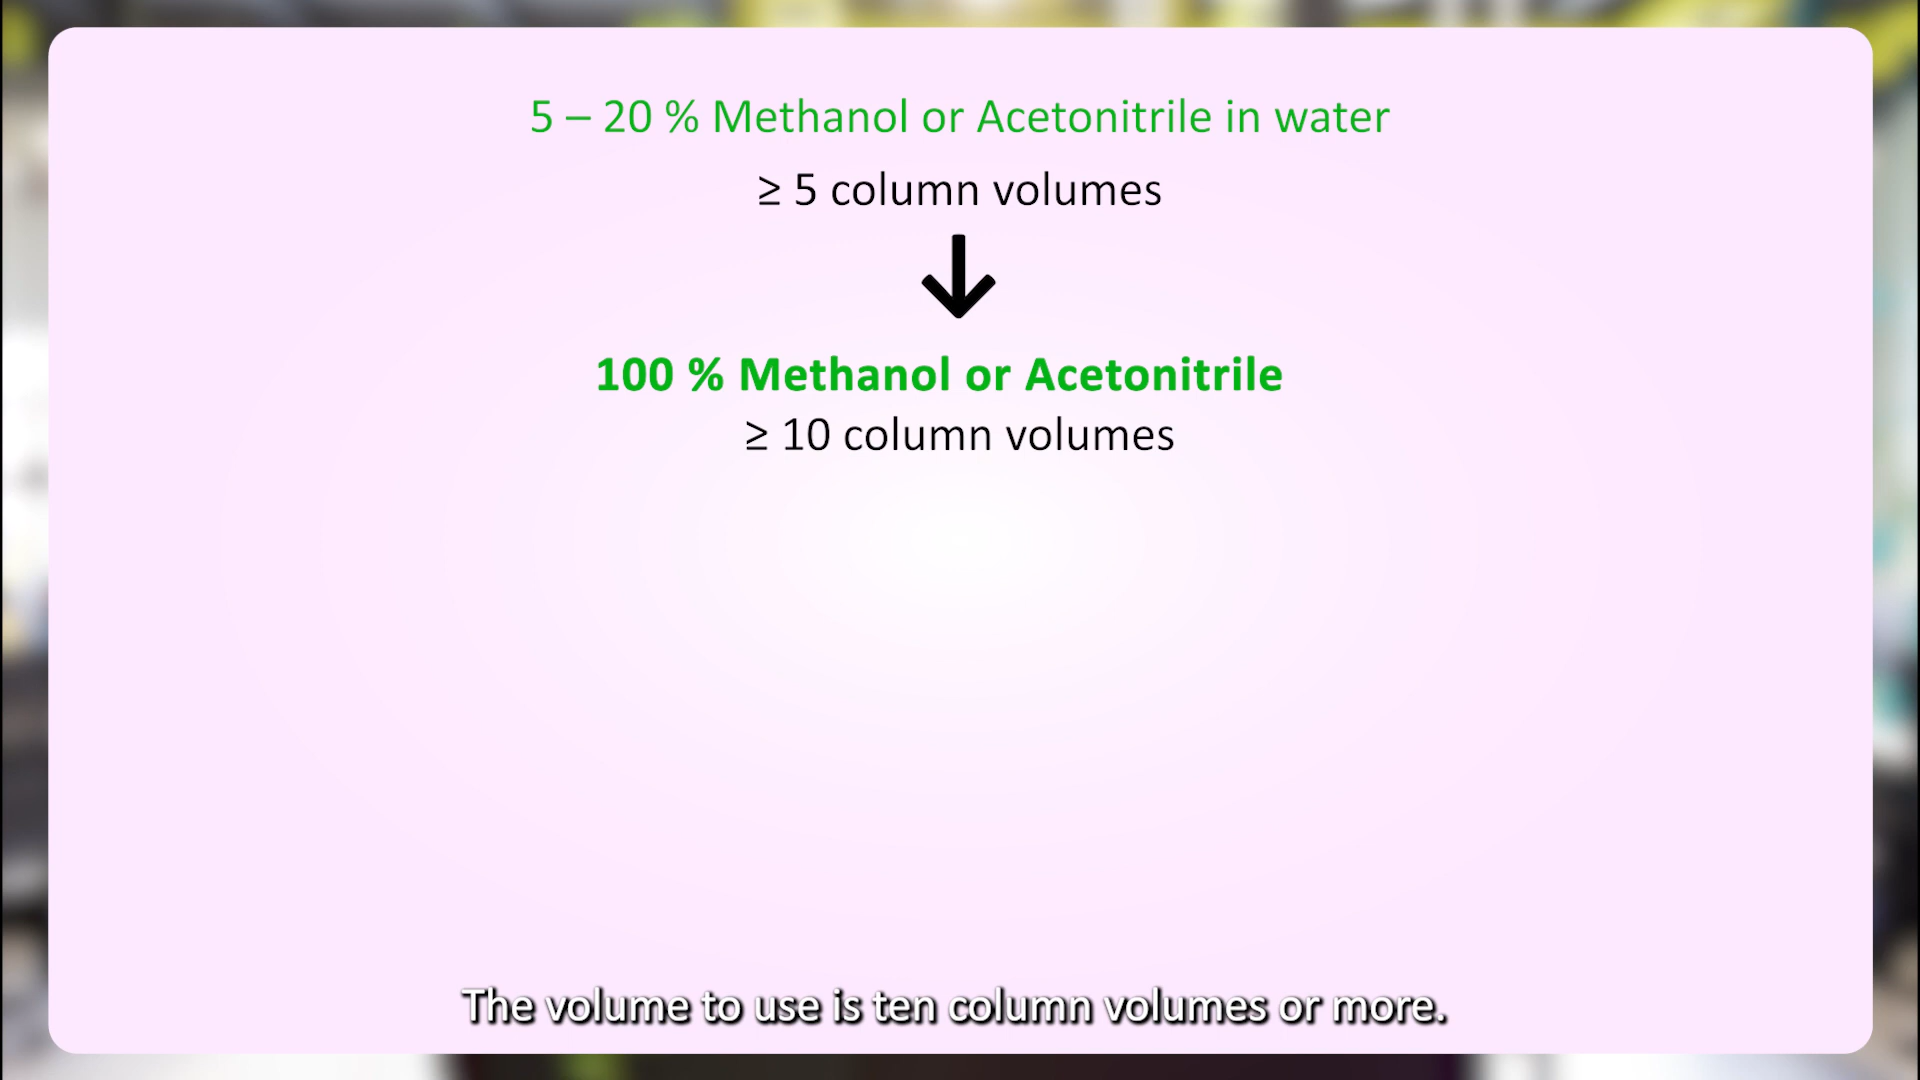 5 – 20 % Methanol or Acetonitrile in water
≥ 5 column volumes
100 % Methanol or Acetonitrile
≥ 10 column volumes
The volume to use is ten column volumes or more.